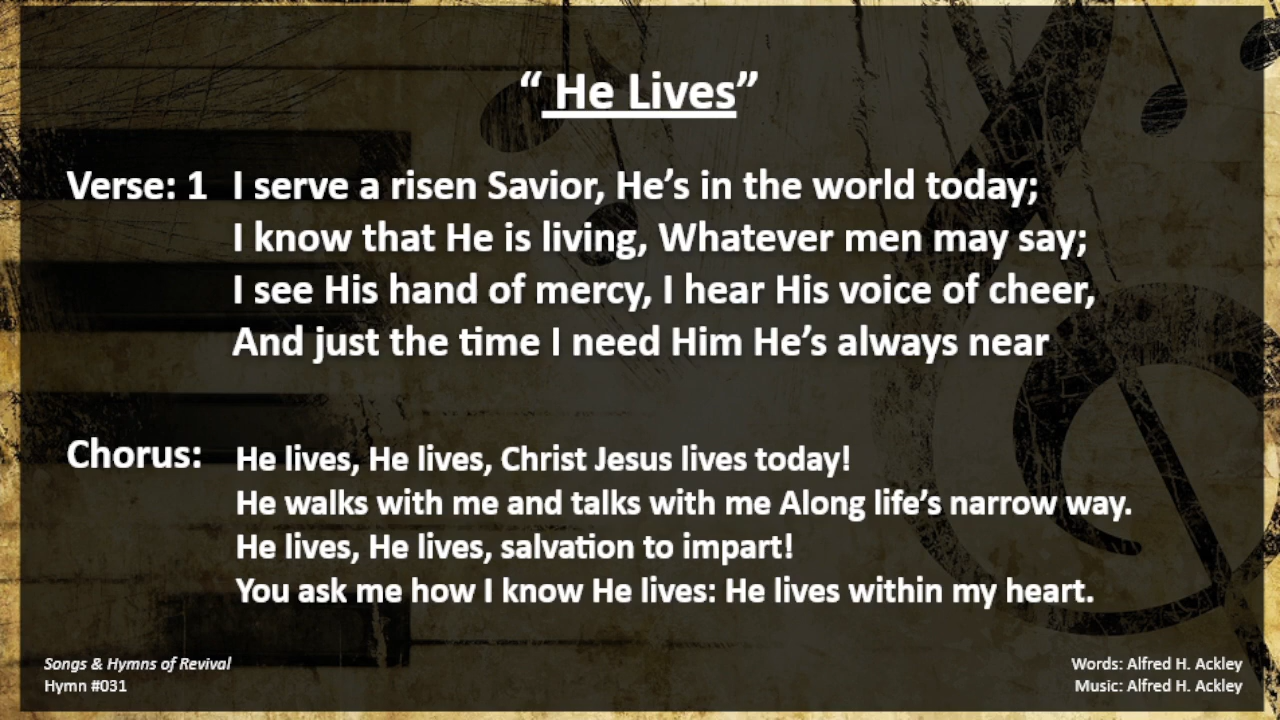 “ He Lives”
Verse: 1 I serve a risen Savior, He’s in the world today;
I know that He is living, Whatever men may say;
I see His hand of mercy, I hear His voice of cheer,
And just the time I need Him He’s always near
Chorus: He lives, He lives, Christ Jesus lives today!
He walks with me and talks with me Along life’s narrow way.
He lives, He lives, salvation to impart!
You ask me how I know He lives: He lives within my heart.
Songs & Hymns of Revival
Hymn #031
Words: Alfred H. Ackley
Music: Alfred H. Ackley